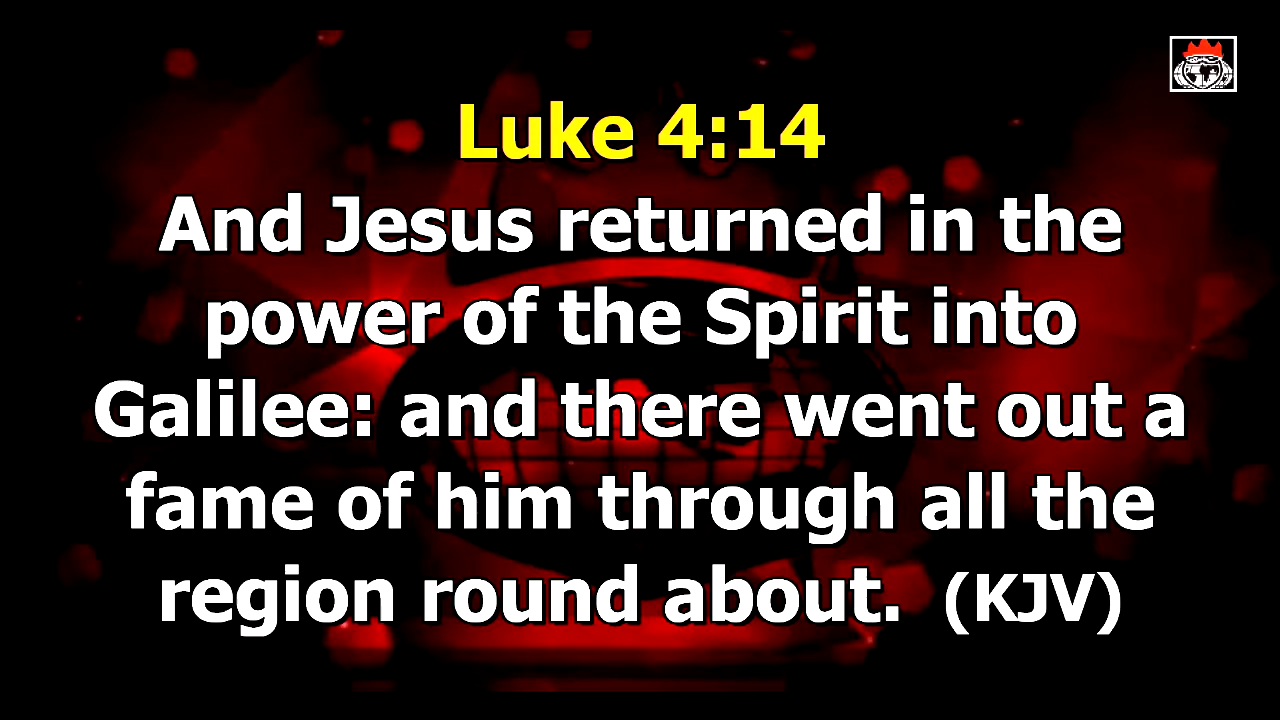 Luke 4:14
And Jesus returned in the
power of the Spirit into
Galilee: and there went out a
fame of him through all the
region round about. (KJV)